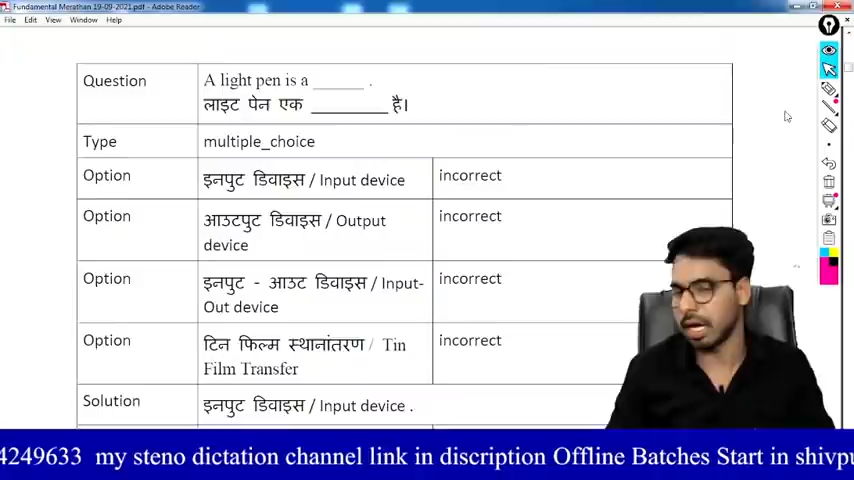 Fundamental Merathan 19-09-2021.pdf - Adobe Reader
File Edit View Window Help
Question
A light pen is a ______ .
लाइट पेन एक _________ है।
Type
multiple_choice
Option
इनपुट डिवाइस / Input device
incorrect
Option
आउटपुट डिवाइस / Output
device
incorrect
Option
इनपुट - आउट डिवाइस / Input-
Out device
incorrect
Option
टिन फिल्म स्थानांतरण / Tin
Film Transfer
incorrect
Solution
इनपुट डिवाइस / Input device .
4249633 my steno dictation channel link in discription Offline Batches Start in shivpu